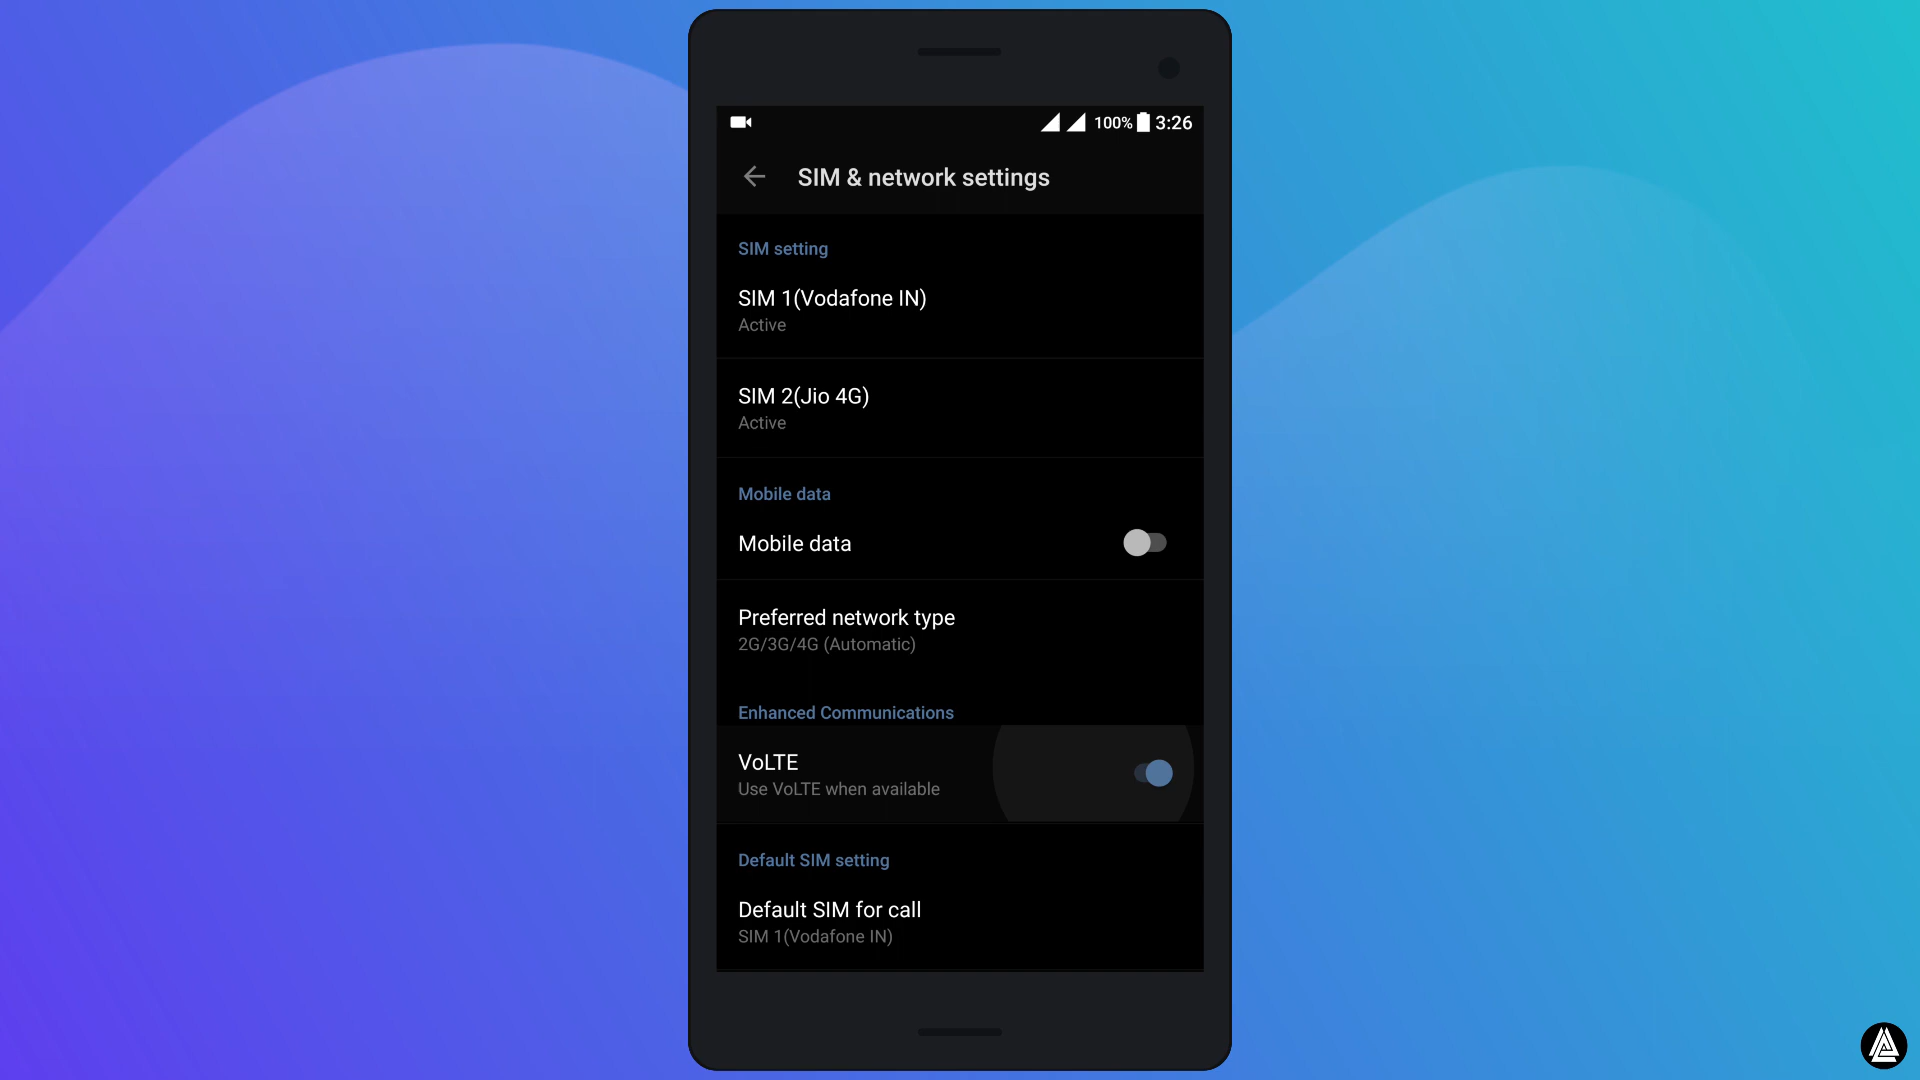 100% 3:26
SIM & network settings
SIM setting
SIM 1(Vodafone IN)
Active
SIM 2(Jio 4G)
Active
Mobile data
Mobile data
Preferred network type
2G/3G/4G (Automatic)
Enhanced Communications
VoLTE
Use VoLTE when available
Default SIM setting
Default SIM for call
SIM 1(Vodafone IN)